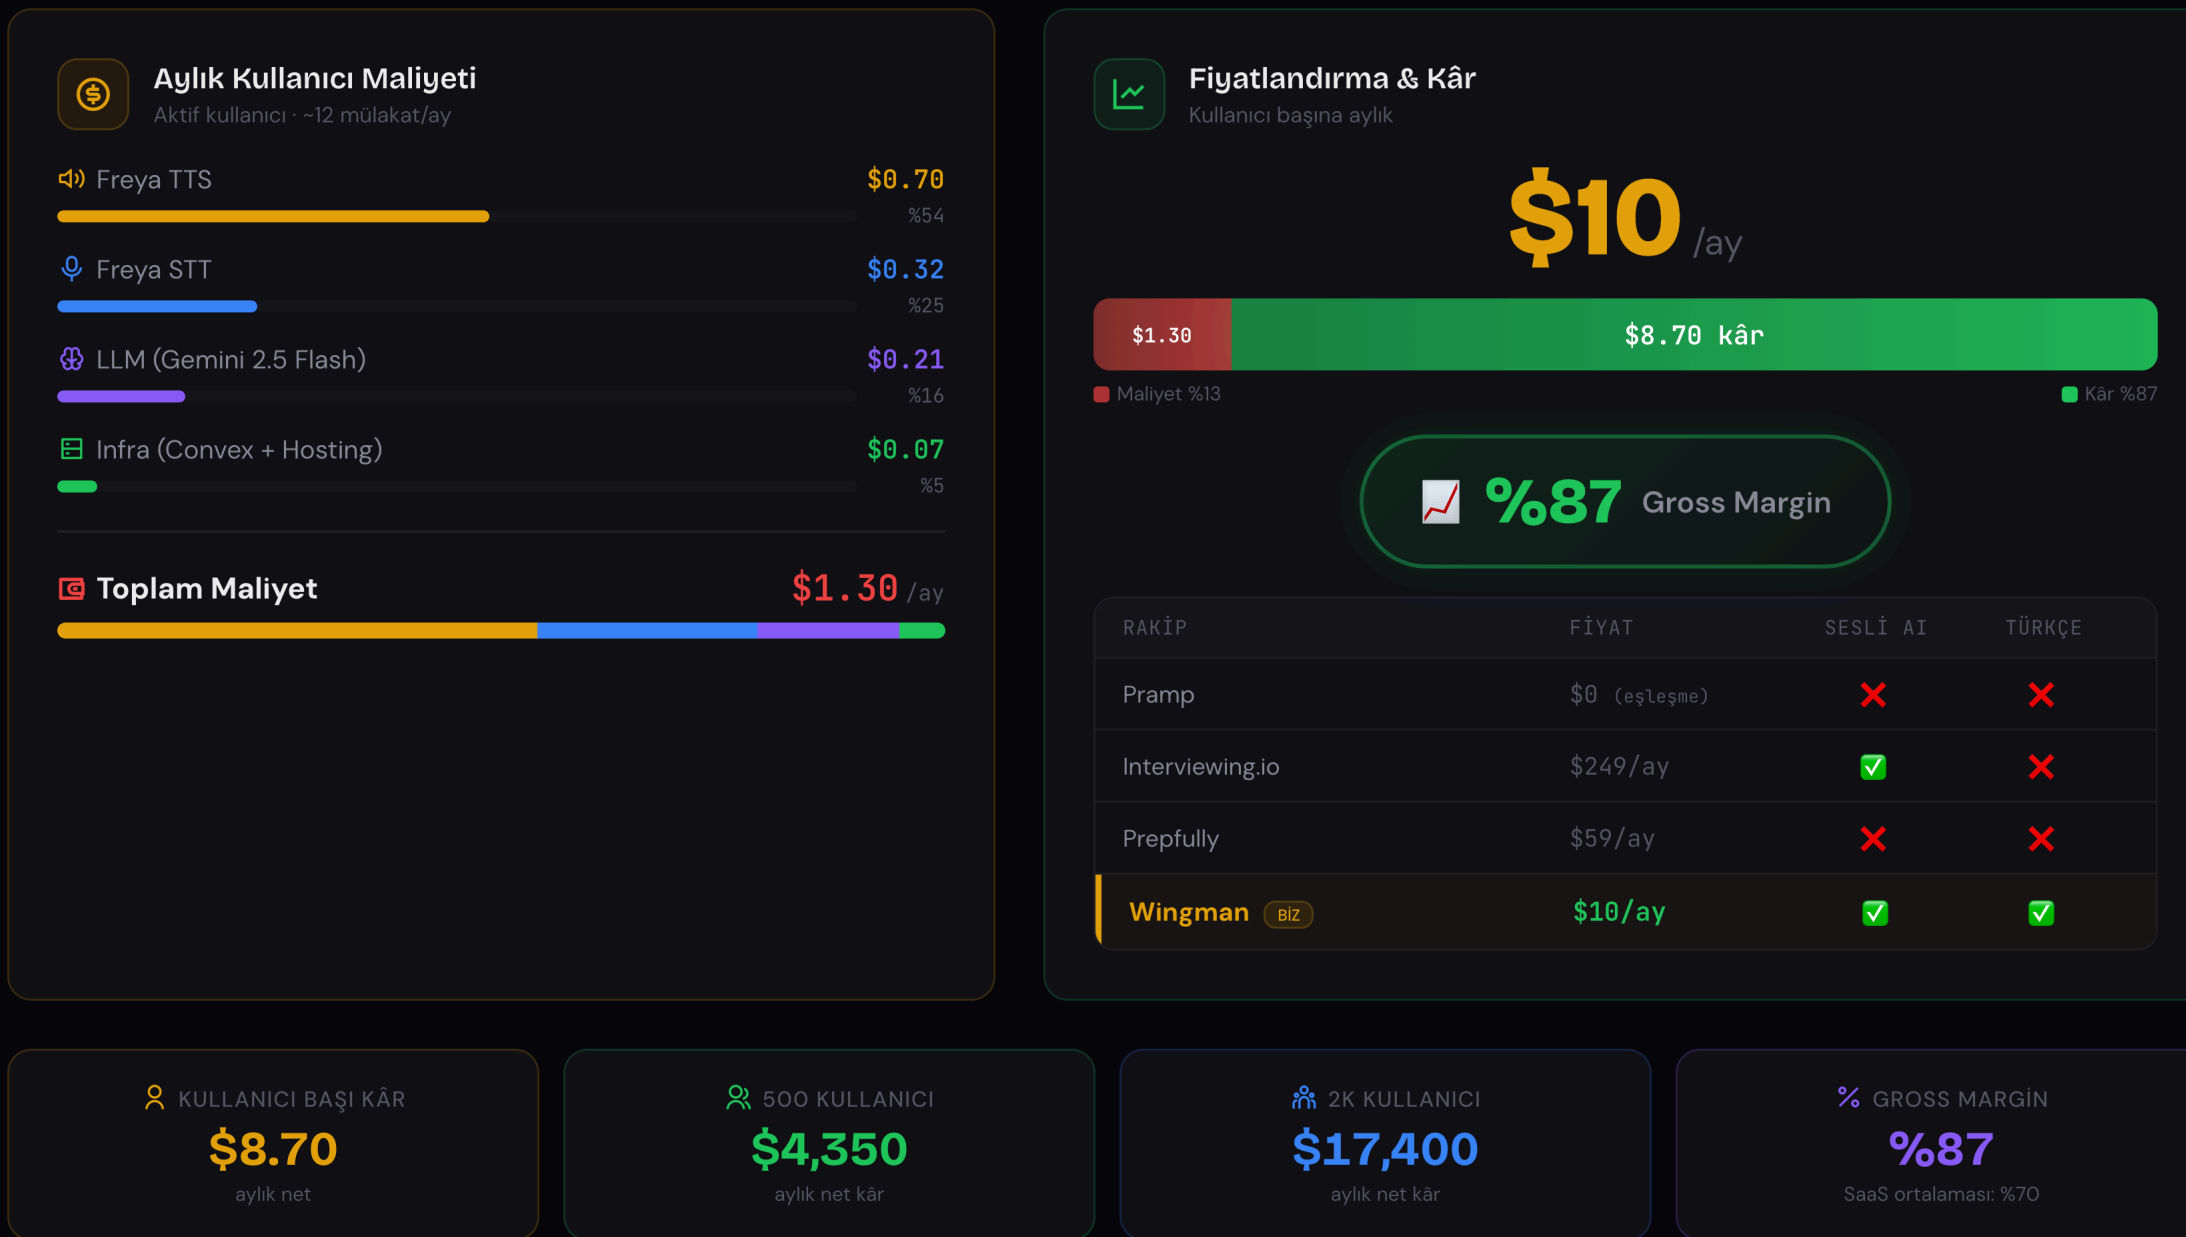 Aylık Kullanıcı Maliyeti
Aktif kullanıcı · ~12 mülakat/ay
Freya TTS $0.70
%54
Freya STT $0.32
%25
LLM (Gemini 2.5 Flash) $0.21
%16
Infra (Convex + Hosting) $0.07
%5
Toplam Maliyet $1.30 /ay
Fiyatlandırma & Kâr
Kullanıcı başına aylık
$10 /ay
$1.30 $8.70 kâr
Maliyet %13 Kâr %87
%87 Gross Margin
RAKİP FİYAT SESLİ AI TÜRKÇE
Pramp $0 (eşleşme) ❌ ❌
Interviewing.io $249/ay ✅ ❌
Prepfully $59/ay ❌ ❌
Wingman BİZ $10/ay ✅ ✅
KULLANICI BAŞI KÂR
$8.70
aylık net
500 KULLANICI
$4,350
aylık net kâr
2K KULLANICI
$17,400
aylık net kâr
GROSS MARGİN
%87
SaaS ortalaması: %70